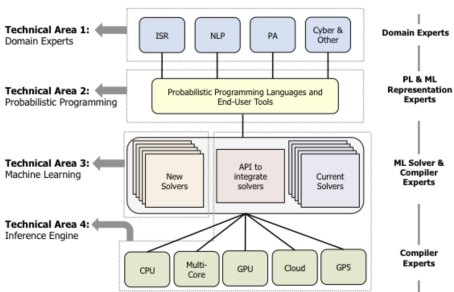 Technical Area 1:
Domain Experts
ISR
NLP
PA
Cyber &
Other
Domain Experts
Technical Area 2:
Probabilistic Programming
Probabilistic Programming Languages and
End-User Tools
PL & ML
Representation
Experts
Technical Area 3:
Machine Learning
New
Solvers
API to
integrate
solvers
Current
Solvers
ML Solver &
Compiler
Experts
Technical Area 4:
Inference Engine
CPU
Multi-
Core
GPU
Cloud
GP5
Compiler
Experts